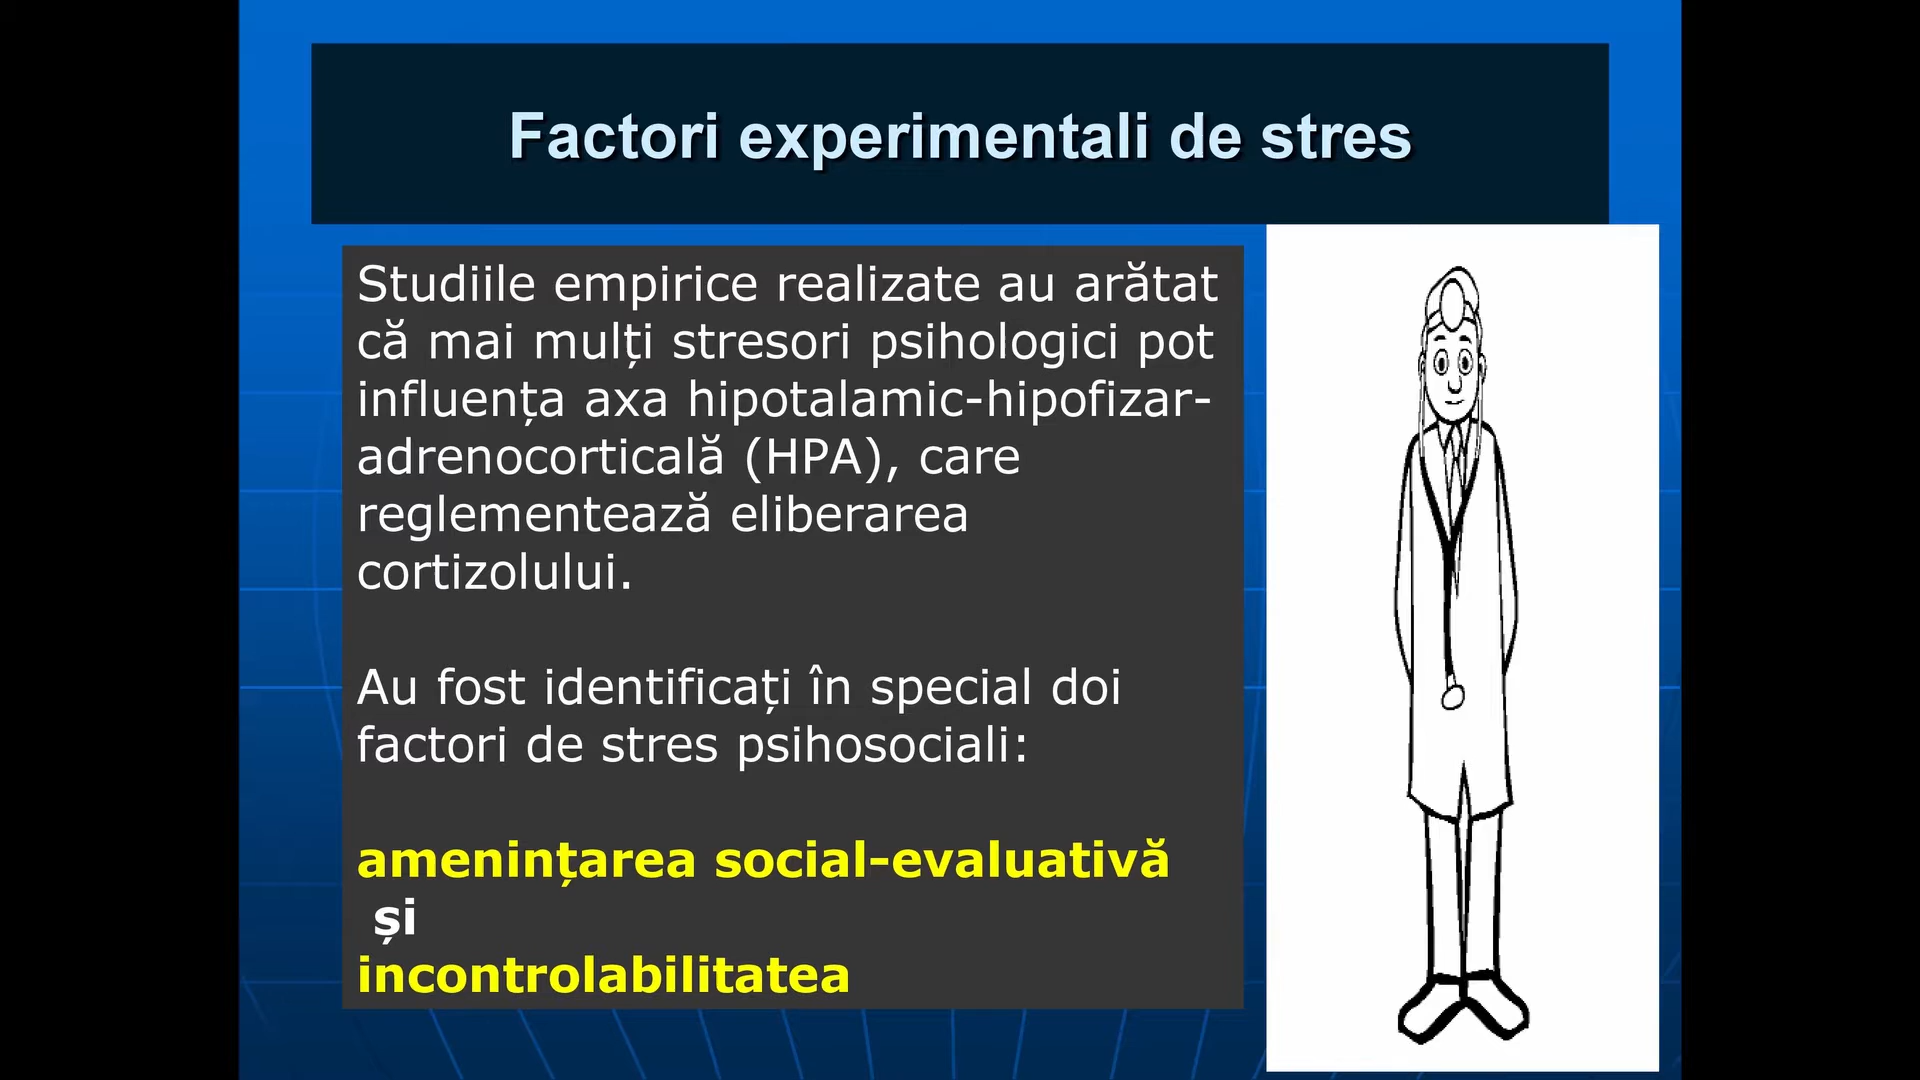 Factori experimentali de stres
Studiile empirice realizate au arătat
că mai mulți stresori psihologici pot
influența axa hipotalamic-hipofizar-
adrenocorticală (HPA), care
reglementează eliberarea
cortizolului.
Au fost identificați în special doi
factori de stres psihosociali:
amenințarea social-evaluativă
și
incontrolabilitatea